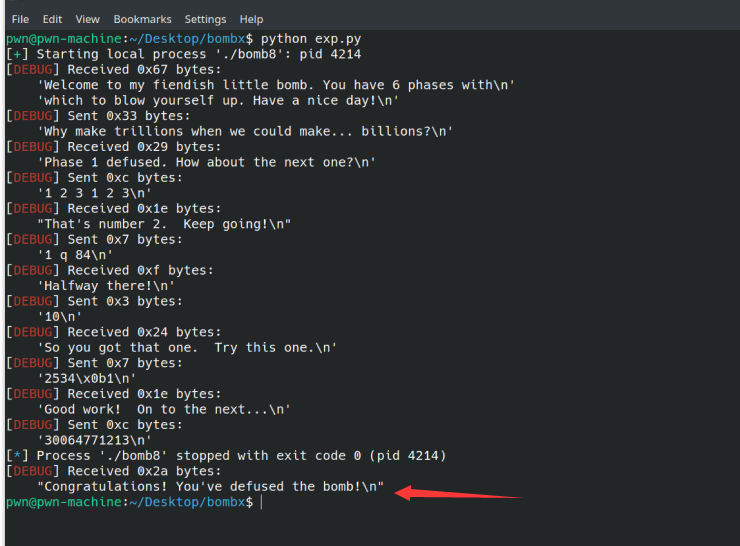 File Edit View Bookmarks Settings Help
pwn@pwn-machine:~/Desktop/bombx$ python exp.py
[+] Starting local process './bomb8': pid 4214
[DEBUG] Received 0x67 bytes:
    'Welcome to my fiendish little bomb. You have 6 phases with\n'
    'which to blow yourself up. Have a nice day!\n'
[DEBUG] Sent 0x33 bytes:
    'Why make trillions when we could make... billions?\n'
[DEBUG] Received 0x29 bytes:
    'Phase 1 defused. How about the next one?\n'
[DEBUG] Sent 0xc bytes:
    '1 2 3 1 2 3\n'
[DEBUG] Received 0x1e bytes:
    "That's number 2.  Keep going!\n"
[DEBUG] Sent 0x7 bytes:
    '1 q 84\n'
[DEBUG] Received 0xf bytes:
    'Halfway there!\n'
[DEBUG] Sent 0x3 bytes:
    '10\n'
[DEBUG] Received 0x24 bytes:
    'So you got that one.  Try this one.\n'
[DEBUG] Sent 0x7 bytes:
    '2534\x0b1\n'
[DEBUG] Received 0x1e bytes:
    'Good work!  On to the next...\n'
[DEBUG] Sent 0xc bytes:
    '30064771213\n'
[*] Process './bomb8' stopped with exit code 0 (pid 4214)
[DEBUG] Received 0x2a bytes:
    "Congratulations! You've defused the bomb!\n"
pwn@pwn-machine:~/Desktop/bombx$